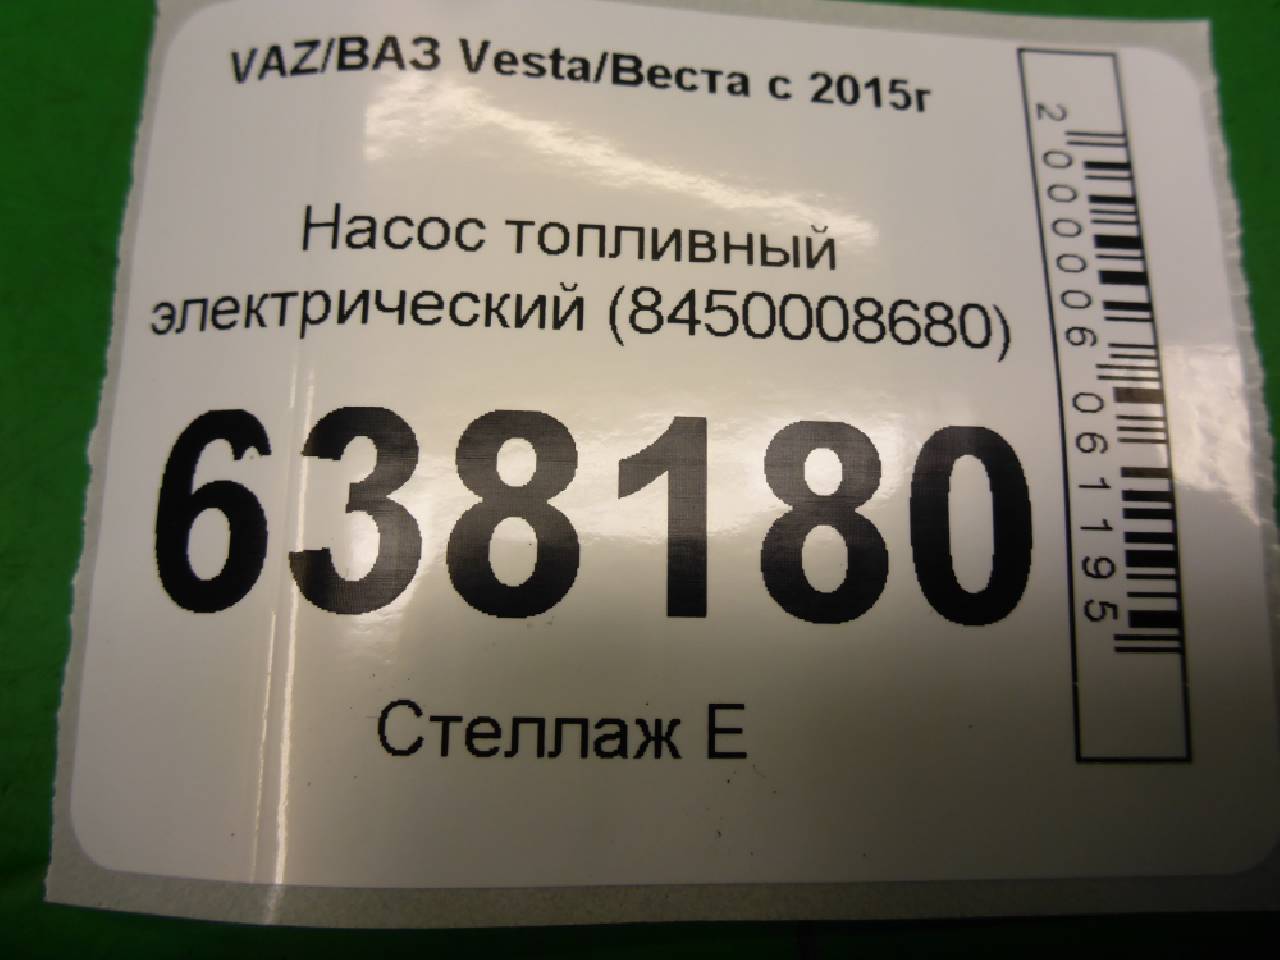 VAZ/ВАЗ Vesta/Веста с 2015г
Насос топливный
электрический (8450008680)
638180
Стеллаж Е
2000006061195